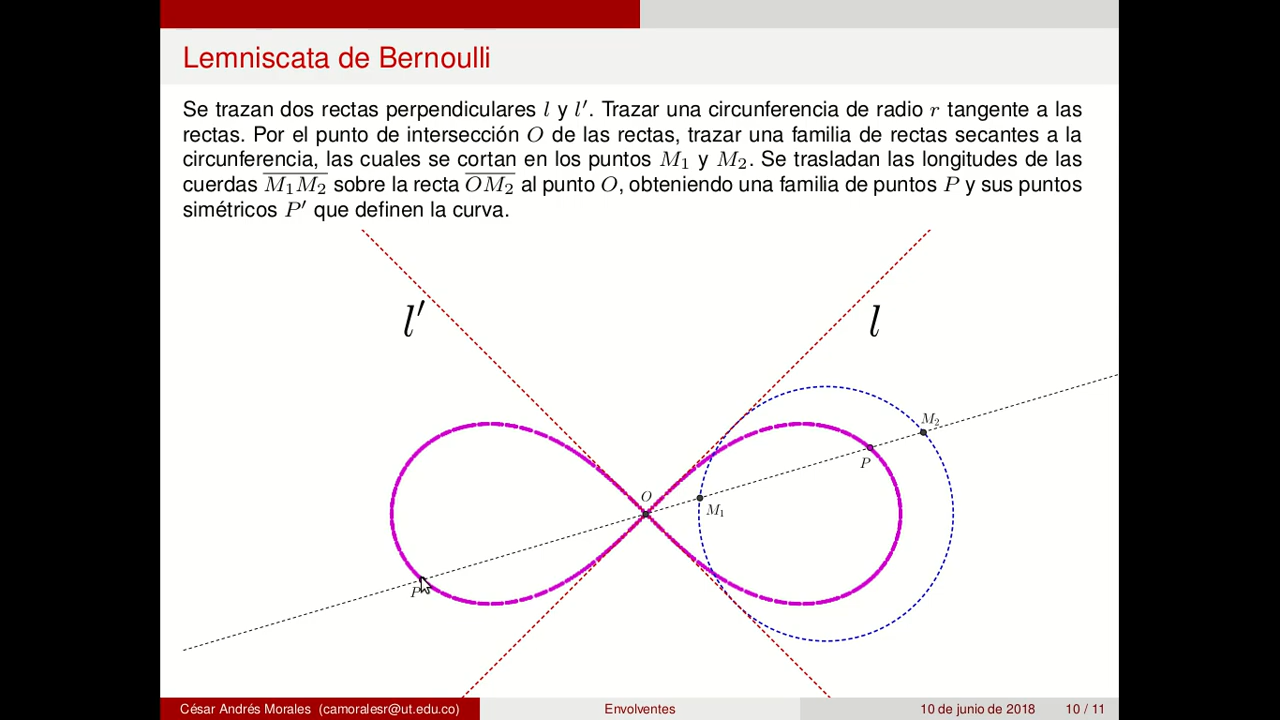 Lemniscata de Bernoulli
Se trazan dos rectas perpendiculares l y l′. Trazar una circunferencia de radio r tangente a las
rectas. Por el punto de intersección O de las rectas, trazar una familia de rectas secantes a la
circunferencia, las cuales se cortan en los puntos M₁ y M₂. Se trasladan las longitudes de las
cuerdas M₁M₂ sobre la recta OM₂ al punto O, obteniendo una familia de puntos P y sus puntos
simétricos P′ que definen la curva.
l′
l
M₂
P
O
M₁
P
César Andrés Morales (camoralesr@ut.edu.co)
Envolventes
10 de junio de 2018
10 / 11